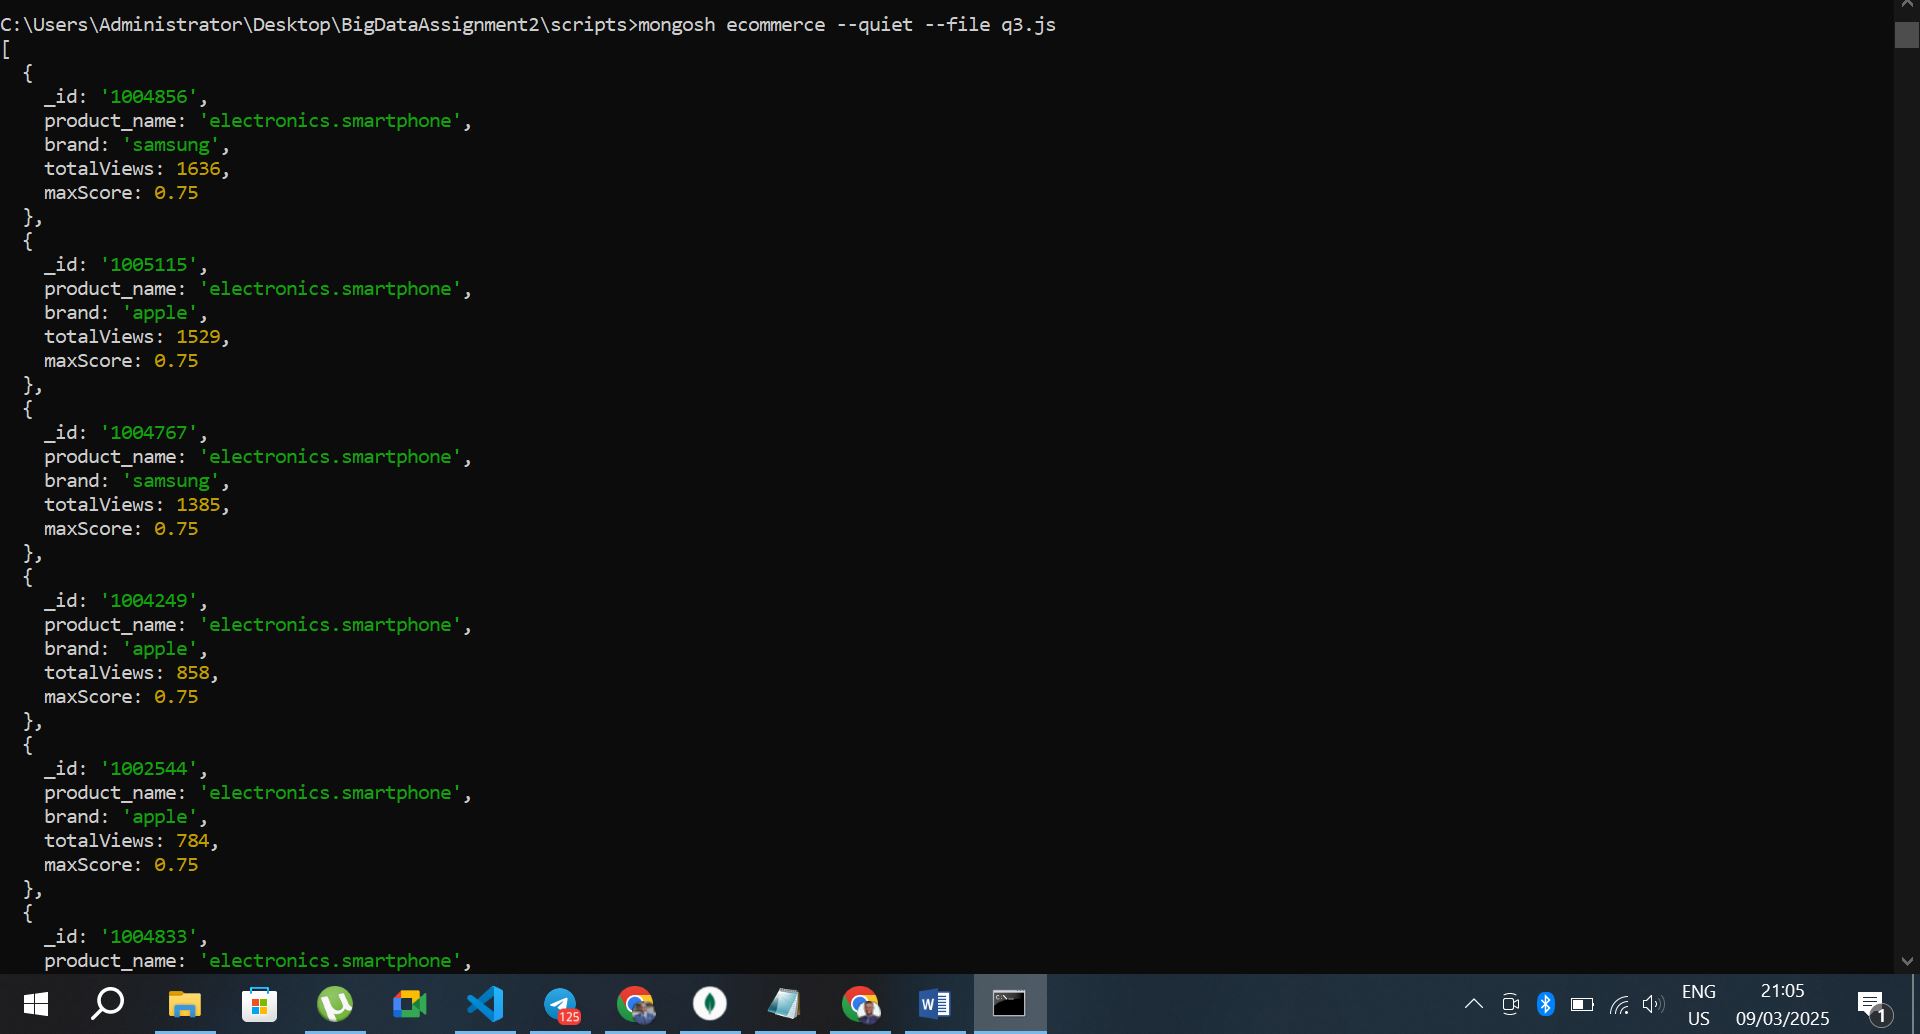 C:\Users\Administrator\Desktop\BigDataAssignment2\scripts>mongosh ecommerce --quiet --file q3.js
[
  {
    _id: '1004856',
    product_name: 'electronics.smartphone',
    brand: 'samsung',
    totalViews: 1636,
    maxScore: 0.75
  },
  {
    _id: '1005115',
    product_name: 'electronics.smartphone',
    brand: 'apple',
    totalViews: 1529,
    maxScore: 0.75
  },
  {
    _id: '1004767',
    product_name: 'electronics.smartphone',
    brand: 'samsung',
    totalViews: 1385,
    maxScore: 0.75
  },
  {
    _id: '1004249',
    product_name: 'electronics.smartphone',
    brand: 'apple',
    totalViews: 858,
    maxScore: 0.75
  },
  {
    _id: '1002544',
    product_name: 'electronics.smartphone',
    brand: 'apple',
    totalViews: 784,
    maxScore: 0.75
  },
  {
    _id: '1004833',
    product_name: 'electronics.smartphone',
125
ENG
US
21:05
09/03/2025
1